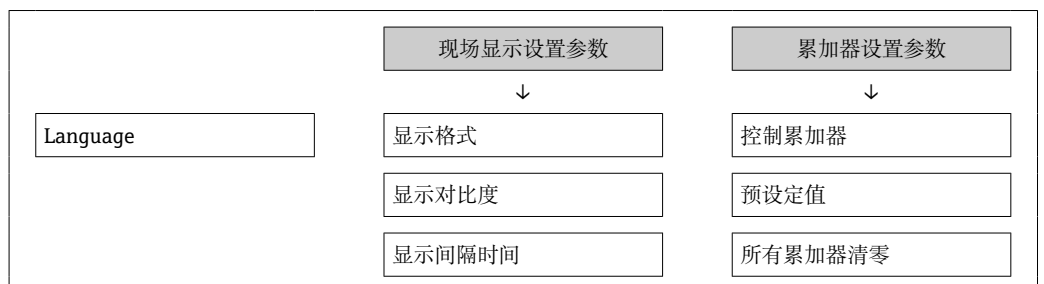 现场显示设置参数
累加器设置参数
↓
↓
Language
显示格式
控制累加器
显示对比度
预设定值
显示间隔时间
所有累加器清零